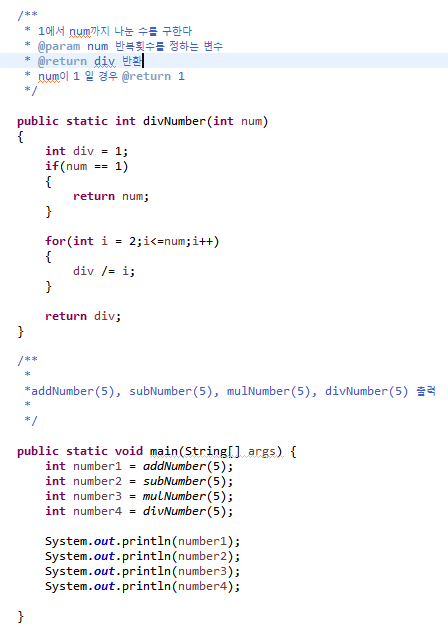 /**
* 1에서 num까지 나눈 수를 구한다
* @param num 반복횟수를 정하는 변수
* @return div 반환
* num이 1 일 경우 @return 1
*/
public static int divNumber(int num)
{
int div = 1;
if(num == 1)
{
return num;
}
for(int i = 2;i<=num;i++)
{
div /= i;
}
return div;
}
/**
*
*addNumber(5), subNumber(5), mulNumber(5), divNumber(5) 출력
*
*/
public static void main(String[] args) {
int number1 = addNumber(5);
int number2 = subNumber(5);
int number3 = mulNumber(5);
int number4 = divNumber(5);
System.out.println(number1);
System.out.println(number2);
System.out.println(number3);
System.out.println(number4);
}